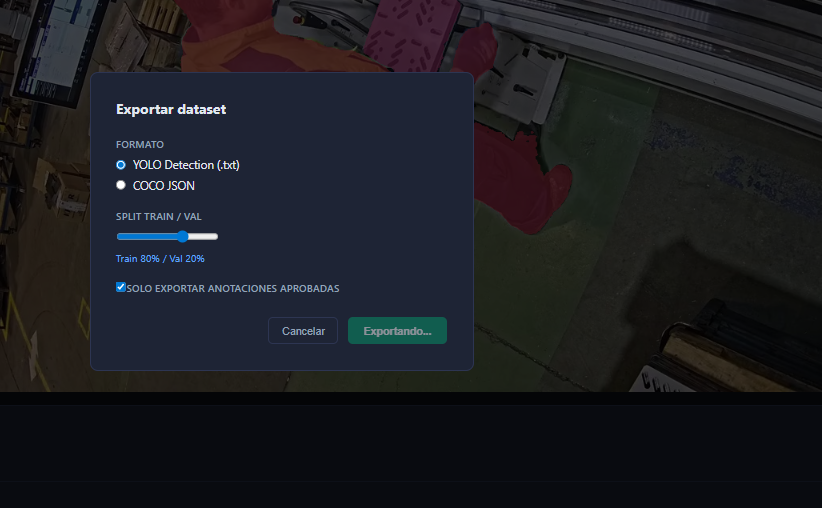 Exportar dataset
FORMATO
YOLO Detection (.txt)
COCO JSON
SPLIT TRAIN / VAL
Train 80% / Val 20%
SOLO EXPORTAR ANOTACIONES APROBADAS
Cancelar
Exportando...